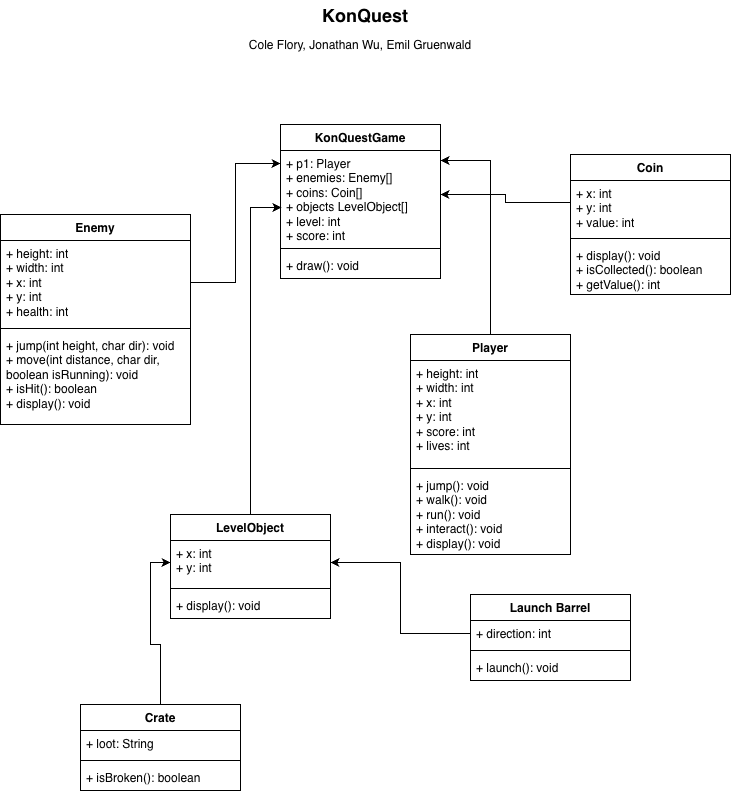 KonQuest
Cole Flory, Jonathan Wu, Emil Gruenwald
KonQuestGame
+ p1: Player
+ enemies: Enemy[]
+ coins: Coin[]
+ objects LevelObject[]
+ level: int
+ score: int
+ draw(): void
Coin
+ x: int
+ y: int
+ value: int
+ display(): void
+ isCollected(): boolean
+ getValue(): int
Enemy
+ height: int
+ width: int
+ x: int
+ y: int
+ health: int
+ jump(int height, char dir): void
+ move(int distance, char dir,
boolean isRunning): void
+ isHit(): boolean
+ display(): void
Player
+ height: int
+ width: int
+ x: int
+ y: int
+ score: int
+ lives: int
+ jump(): void
+ walk(): void
+ run(): void
+ interact(): void
+ display(): void
LevelObject
+ x: int
+ y: int
+ display(): void
Launch Barrel
+ direction: int
+ launch(): void
Crate
+ loot: String
+ isBroken(): boolean